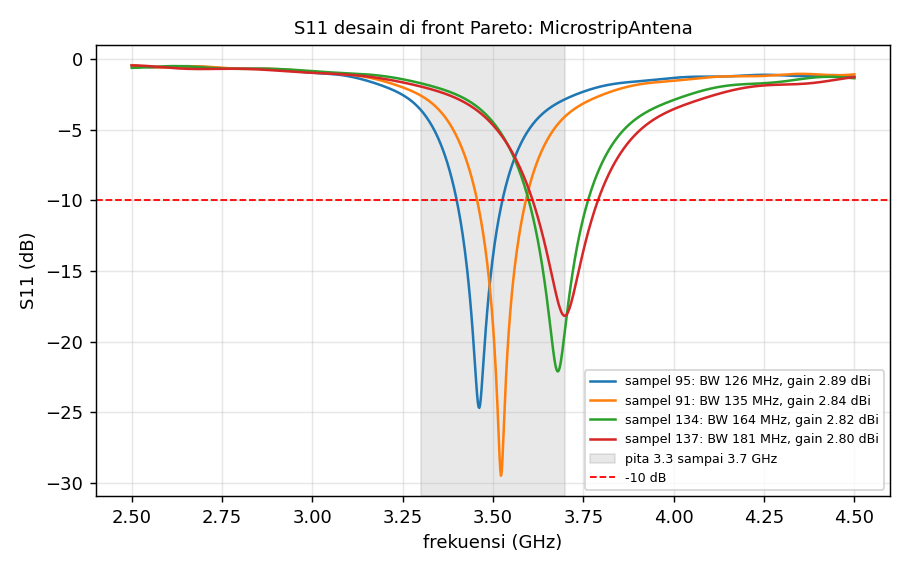 S11 desain di front Pareto: MicrostripAntena
S11 (dB)
0
−5
−10
−15
−20
−25
−30
sampel 95: BW 126 MHz, gain 2.89 dBi
sampel 91: BW 135 MHz, gain 2.84 dBi
sampel 134: BW 164 MHz, gain 2.82 dBi
sampel 137: BW 181 MHz, gain 2.80 dBi
pita 3.3 sampai 3.7 GHz
-10 dB
2.50 2.75 3.00 3.25 3.50 3.75 4.00 4.25 4.50
frekuensi (GHz)